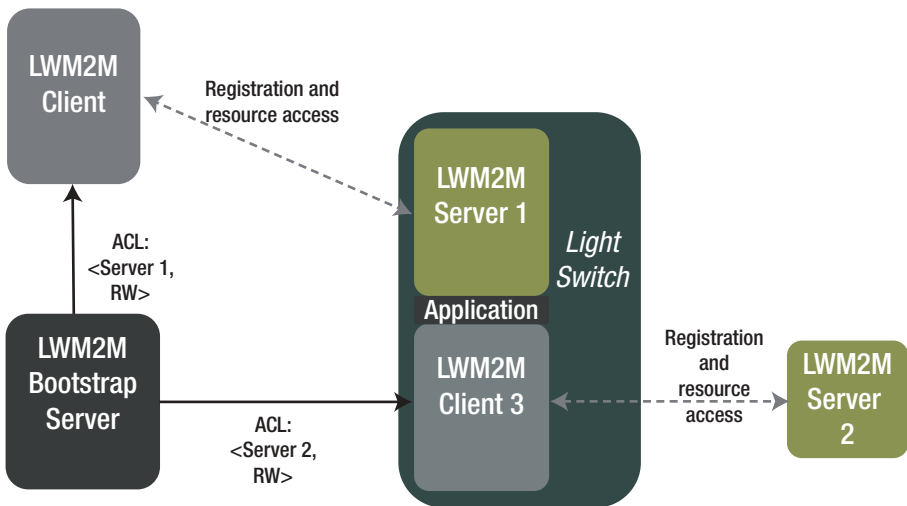 LWM2M
Client
Registration and
resource access
LWM2M
Server 1
Light
Switch
ACL:
<Server 1,
RW>
Application
LWM2M
Bootstrap
Server
LWM2M
Client 3
Registration
and
resource
access
LWM2M
Server
2
ACL:
<Server 2,
RW>